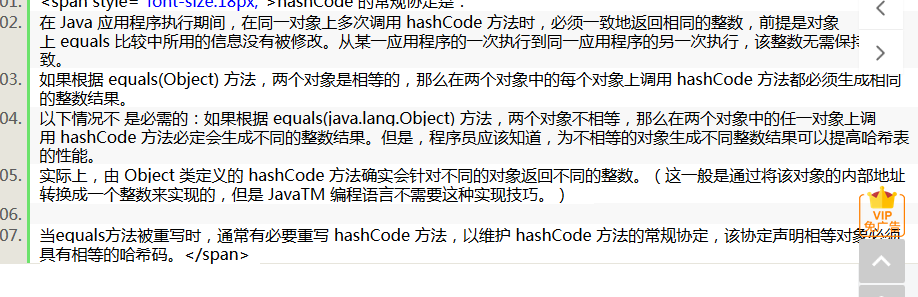 01. <span style="font-size:18px;">hashCode 的常规协定是：
02. 在 Java 应用程序执行期间，在同一对象上多次调用 hashCode 方法时，必须一致地返回相同的整数，前提是对象
上 equals 比较中所用的信息没有被修改。从某一应用程序的一次执行到同一应用程序的另一次执行，该整数无需保持
致。
03. 如果根据 equals(Object) 方法，两个对象是相等的，那么在两个对象中的每个对象上调用 hashCode 方法都必须生成相同
的整数结果。
04. 以下情况不 是必需的：如果根据 equals(java.lang.Object) 方法，两个对象不相等，那么在两个对象中的任一对象上调
用 hashCode 方法必定会生成不同的整数结果。但是，程序员应该知道，为不相等的对象生成不同整数结果可以提高哈希表
的性能。
05. 实际上，由 Object 类定义的 hashCode 方法确实会针对不同的对象返回不同的整数。（这一般是通过将该对象的内部地址
转换成一个整数来实现的，但是 JavaTM 编程语言不需要这种实现技巧。）
06.
07. 当equals方法被重写时，通常有必要重写 hashCode 方法，以维护 hashCode 方法的常规协定，该协定声明相等对象必须
具有相等的哈希码。</span>
VIP
免广告